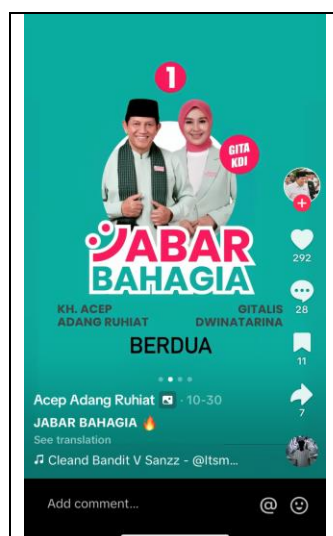 1
GITA
KDI
JABAR
BAHAGIA
KH. ACEP
ADANG RUHIAT
GITALIS
DWINATARINA
BERDUA
292
28
11
7
Acep Adang Ruhiat · 10-30
JABAR BAHAGIA 🔥
See translation
Cleand Bandit V Sanzz - @Itsm...
Add comment...
@